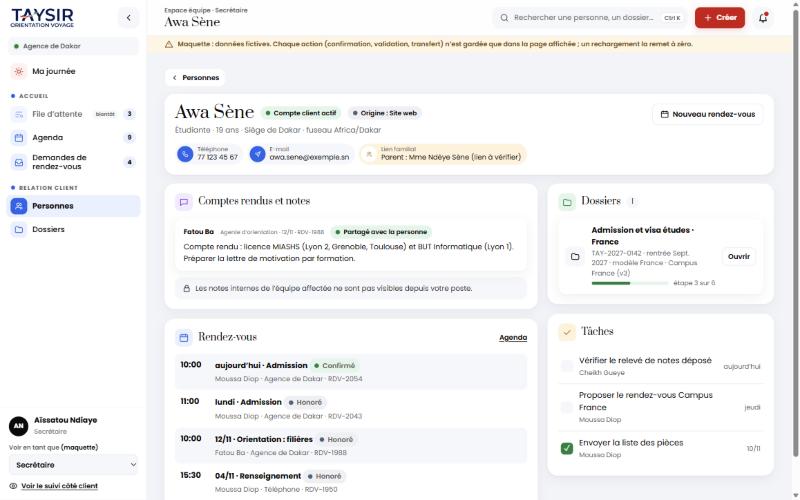 TAYSIR
ORIENTATION VOYAGE
Agence de Dakar
Ma journée
ACCUEIL
File d'attente bientôt 3
Agenda 9
Demandes de
rendez-vous 4
RELATION CLIENT
Personnes
Dossiers
AN Aïssatou Ndiaye
Secrétaire
Voir en tant que (maquette)
Secrétaire
Voir le suivi côté client
Espace équipe · Secrétaire
Awa Sène
Rechercher une personne, un dossier... Ctrl K
+ Créer
Maquette : données fictives. Chaque action (confirmation, validation, transfert) n'est gardée que dans la page affichée ; un rechargement la remet à zéro.
Personnes
Awa Sène Compte client actif Origine : Site web
Nouveau rendez-vous
Étudiante · 19 ans · Siège de Dakar · fuseau Africa/Dakar
Téléphone
77 123 45 67
E-mail
awa.sene@exemple.sn
Lien familial
Parent : Mme Ndèye Sène (lien à vérifier)
Comptes rendus et notes
Fatou Ba Agence d'orientation · 12/11 · RDV-1988 Partagé avec la personne
Compte rendu : licence MIASHS (Lyon 2, Grenoble, Toulouse) et BUT Informatique (Lyon 1).
Préparer la lettre de motivation par formation.
Les notes internes de l'équipe affectée ne sont pas visibles depuis votre poste.
Rendez-vous Agenda
10:00 aujourd'hui · Admission Confirmé
Moussa Diop · Agence de Dakar · RDV-2054
11:00 lundi · Admission Honoré
Moussa Diop · Agence de Dakar · RDV-2043
10:00 12/11 · Orientation : filières Honoré
Fatou Ba · Agence de Dakar · RDV-1988
15:30 04/11 · Renseignement Honoré
Moussa Diop · Téléphone · RDV-1950
Dossiers 1
Admission et visa études ·
France
TAY-2027-0142 · rentrée Sept.
2027 · modèle France · Campus
France (v3)
étape 3 sur 6
Ouvrir
Tâches
Vérifier le relevé de notes déposé
Cheikh Gueye
aujourd'hui
Proposer le rendez-vous Campus
France
Moussa Diop
jeudi
Envoyer la liste des pièces
Moussa Diop
10/11